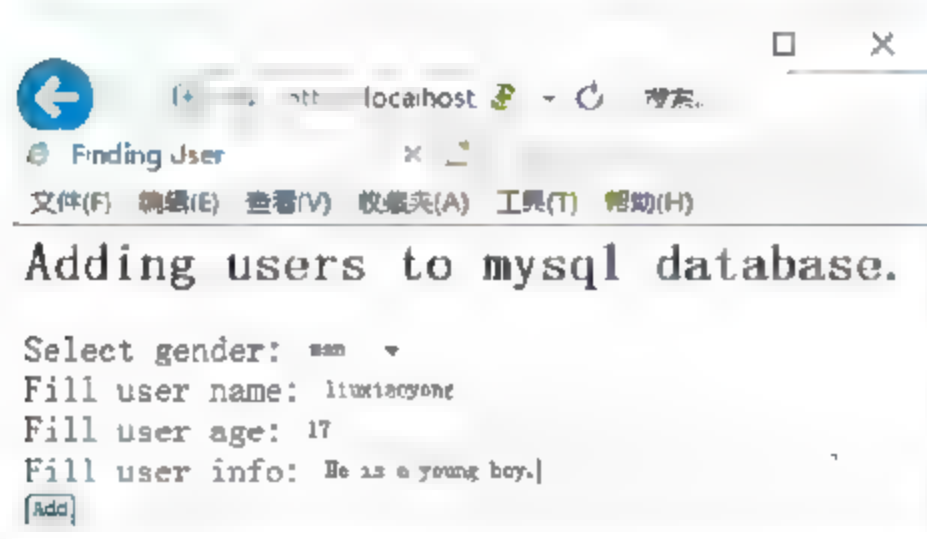 localhost 搜索.
Finding User
文件(F) 编辑(E) 查看(V) 收藏夹(A) 工具(T) 帮助(H)
Adding users to mysql database.
Select gender: man
Fill user name: liuxiaoyong
Fill user age: 17
Fill user info: He is a young boy.
Add